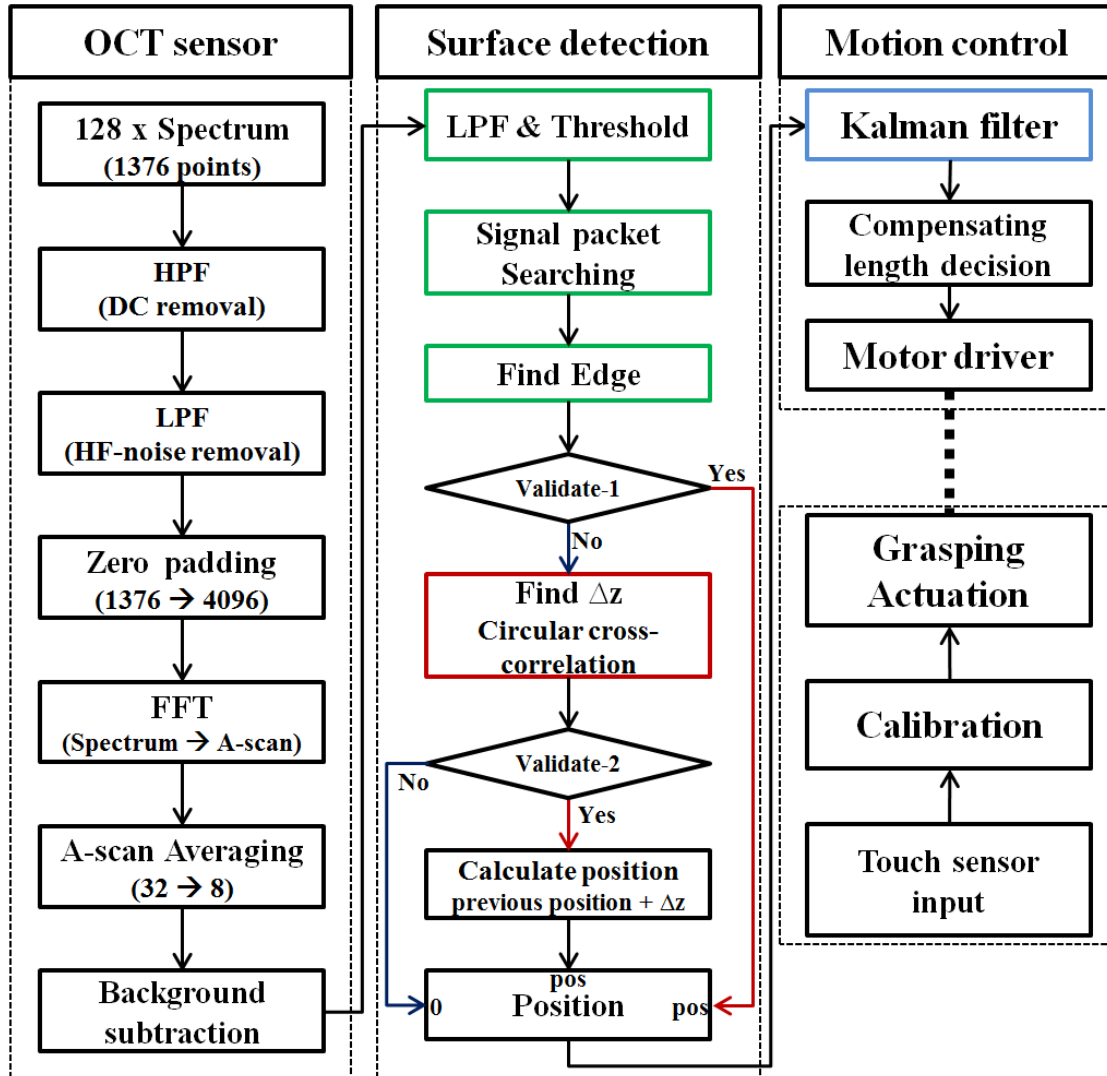 OCT sensor
128 x Spectrum
(1376 points)
HPF
(DC removal)
LPF
(HF-noise removal)
Zero padding
(1376 → 4096)
FFT
(Spectrum → A-scan)
A-scan Averaging
(32 → 8)
Background
subtraction
Surface detection
LPF & Threshold
Signal packet
Searching
Find Edge
Validate-1
Yes
No
Find Δz
Circular cross-
correlation
Validate-2
No
Yes
Calculate position
previous position + Δz
pos
0
Position
pos
Motion control
Kalman filter
Compensating
length decision
Motor driver
Grasping
Actuation
Calibration
Touch sensor
input